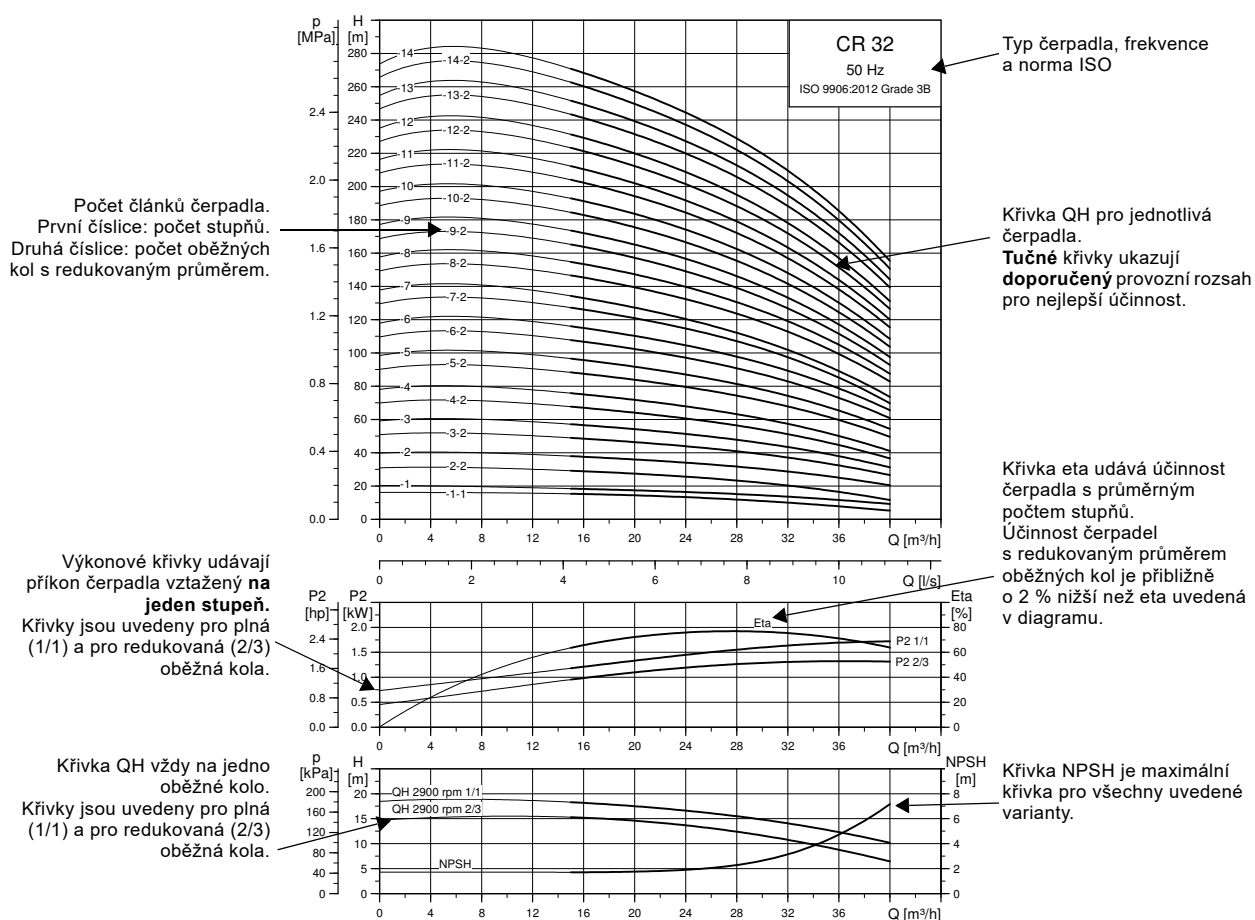 p
[MPa]
H
[m]
CR 32
50 Hz
ISO 9906:2012 Grade 3B
Typ čerpadla, frekvence
a norma ISO
280
260
240
220
200
180
160
140
120
100
80
60
40
20
0
2.4
2.0
1.6
1.2
0.8
0.4
0.0
-14
-14-2
-13
-13-2
-12
-12-2
-11
-11-2
-10
-10-2
-9
-9-2
-8
-8-2
-7
-7-2
-6
-6-2
-5
-5-2
-4
-4-2
-3
-3-2
-2
-2-2
-1
-1-1
Počet článků čerpadla.
První číslice: počet stupňů.
Druhá číslice: počet oběžných
kol s redukovaným průměrem.
Křivka QH pro jednotlivá
čerpadla.
Tučné křivky ukazují
doporučený provozní rozsah
pro nejlepší účinnost.
0 4 8 12 16 20 24 28 32 36 Q [m³/h]
0 2 4 6 8 10 Q [l/s]
Křivka eta udává účinnost
čerpadla s průměrným
počtem stupňů.
Účinnost čerpadel
s redukovaným průměrem
oběžných kol je přibližně
o 2 % nižší než eta uvedená
v diagramu.
Výkonové křivky udávají
příkon čerpadla vztažený na
jeden stupeň.
Křivky jsou uvedeny pro plná
(1/1) a pro redukovaná (2/3)
oběžná kola.
P2
[hp]
P2
[kW]
Eta
[%]
2.4
1.6
0.8
0.0
2.0
1.5
1.0
0.5
0.0
80
60
40
20
0
Eta
P2 1/1
P2 2/3
0 4 8 12 16 20 24 28 32 36 Q [m³/h]
Křivka QH vždy na jedno
oběžné kolo.
Křivky jsou uvedeny pro plná
(1/1) a pro redukovaná (2/3)
oběžná kola.
p
[kPa]
H
[m]
NPSH
[m]
200
160
120
80
40
0
20
15
10
5
0
8
6
4
2
0
QH 2900 rpm 1/1
QH 2900 rpm 2/3
NPSH
Křivka NPSH je maximální
křivka pro všechny uvedené
varianty.
0 4 8 12 16 20 24 28 32 36 Q [m³/h]